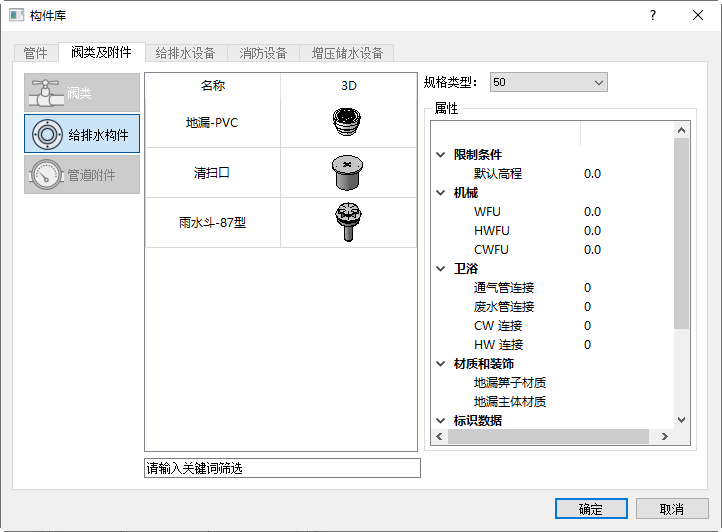 构件库
管件 阀类及附件 给排水设备 消防设备 增压储水设备
阀类
给排水构件
管道附件
名称 3D
地漏-PVC
清扫口
雨水斗-87型
规格类型： 50
属性
限制条件
默认高程 0.0
机械
WFU 0.0
HWFU 0.0
CWFU 0.0
卫浴
通气管连接 0
废水管连接 0
CW 连接 0
HW 连接 0
材质和装饰
地漏箅子材质
地漏主体材质
标识数据
请输入关键词筛选
确定 取消